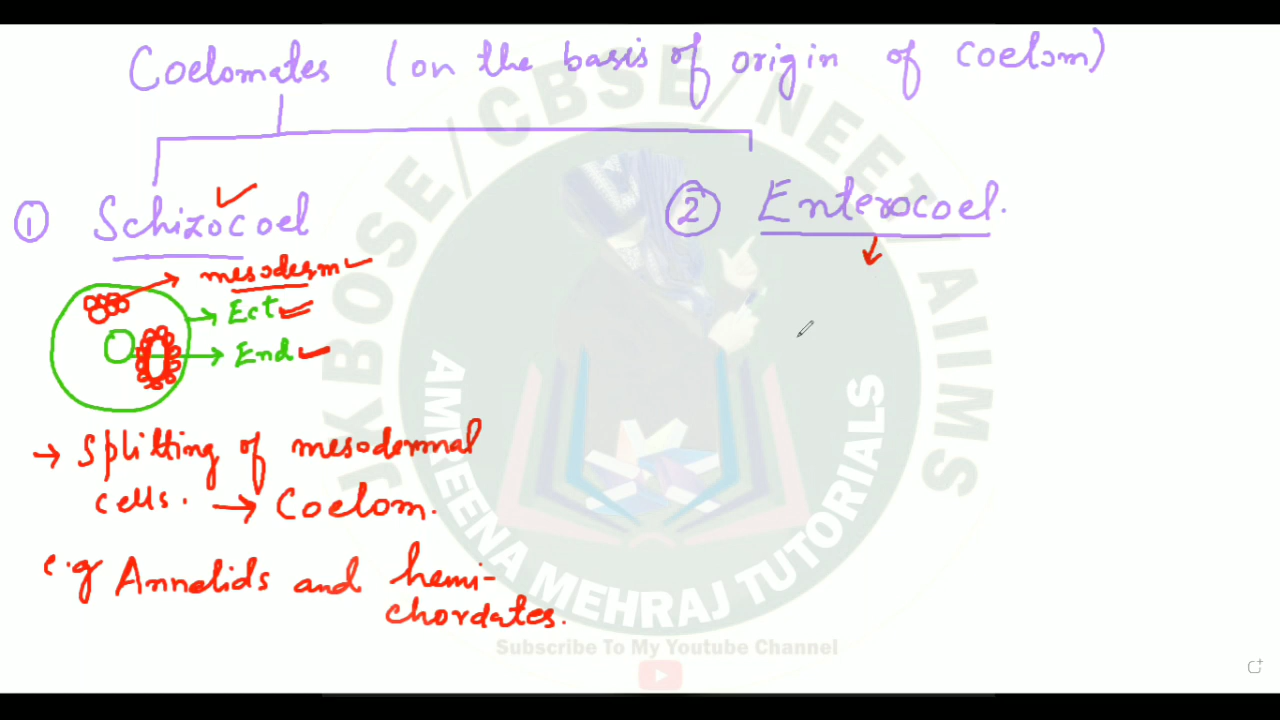 Coelomates (on the basis of origin of coelom)
① Schizocoel
② Enterocoel.
mesoderm
Ect
End
→ Splitting of mesodermal
cells. → Coelom.
e.g Annelids and hemi-
chordates.
JKBOSE/CBSE/NEET/AIIMS
AMREENA MEHRAJ TUTORIALS
Subscribe To My Youtube Channel